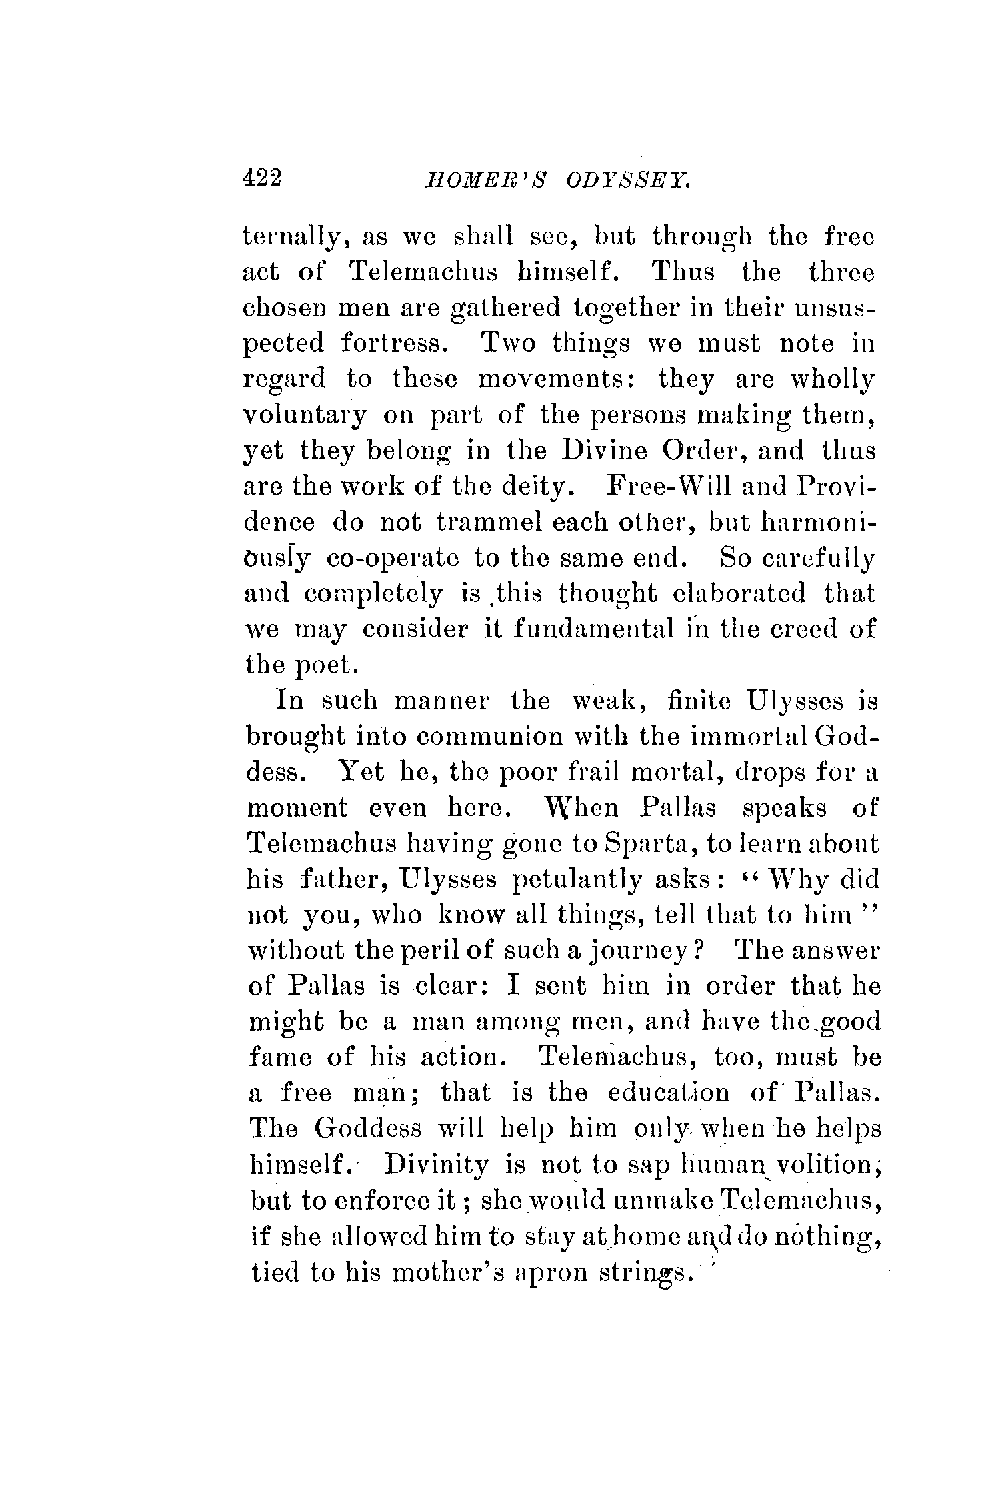 422 HOMER'S ODYSSEY.
ternally, as we shall see, but through the free
act of Telemachus himself. Thus the three
chosen men are gathered together in their unsus-
pected fortress. Two things we must note in
regard to these movements: they are wholly
voluntary on part of the persons making them,
yet they belong in the Divine Order, and thus
are the work of the deity. Free-Will and Provi-
dence do not trammel each other, but harmoni-
ously co-operate to the same end. So carefully
and completely is this thought elaborated that
we may consider it fundamental in the creed of
the poet.
In such manner the weak, finite Ulysses is
brought into communion with the immortal God-
dess. Yet he, the poor frail mortal, drops for a
moment even here. When Pallas speaks of
Telemachus having gone to Sparta, to learn about
his father, Ulysses petulantly asks: "Why did
not you, who know all things, tell that to him"
without the peril of such a journey? The answer
of Pallas is clear: I sent him in order that he
might be a man among men, and have the good
fame of his action. Telemachus, too, must be
a free man; that is the education of Pallas.
The Goddess will help him only when he helps
himself. Divinity is not to sap human volition,
but to enforce it; she would unmake Telemachus,
if she allowed him to stay at home and do nothing,
tied to his mother's apron strings.